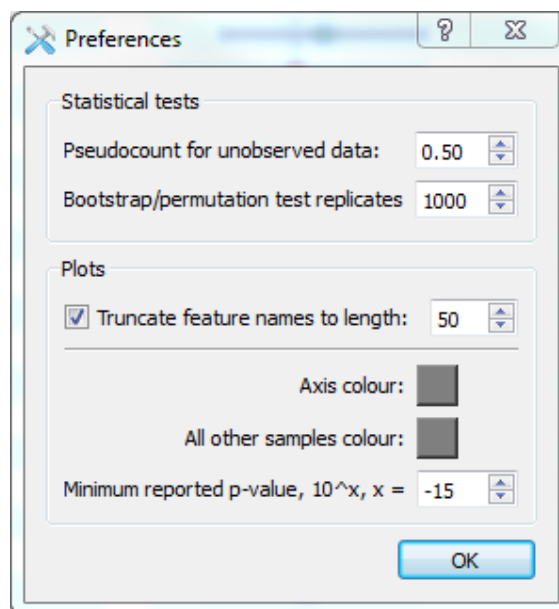 Preferences
Statistical tests
Pseudocount for unobserved data: 0.50
Bootstrap/permutation test replicates 1000
Plots
Truncate feature names to length: 50
Axis colour:
All other samples colour:
Minimum reported p-value, 10^x, x = -15
OK